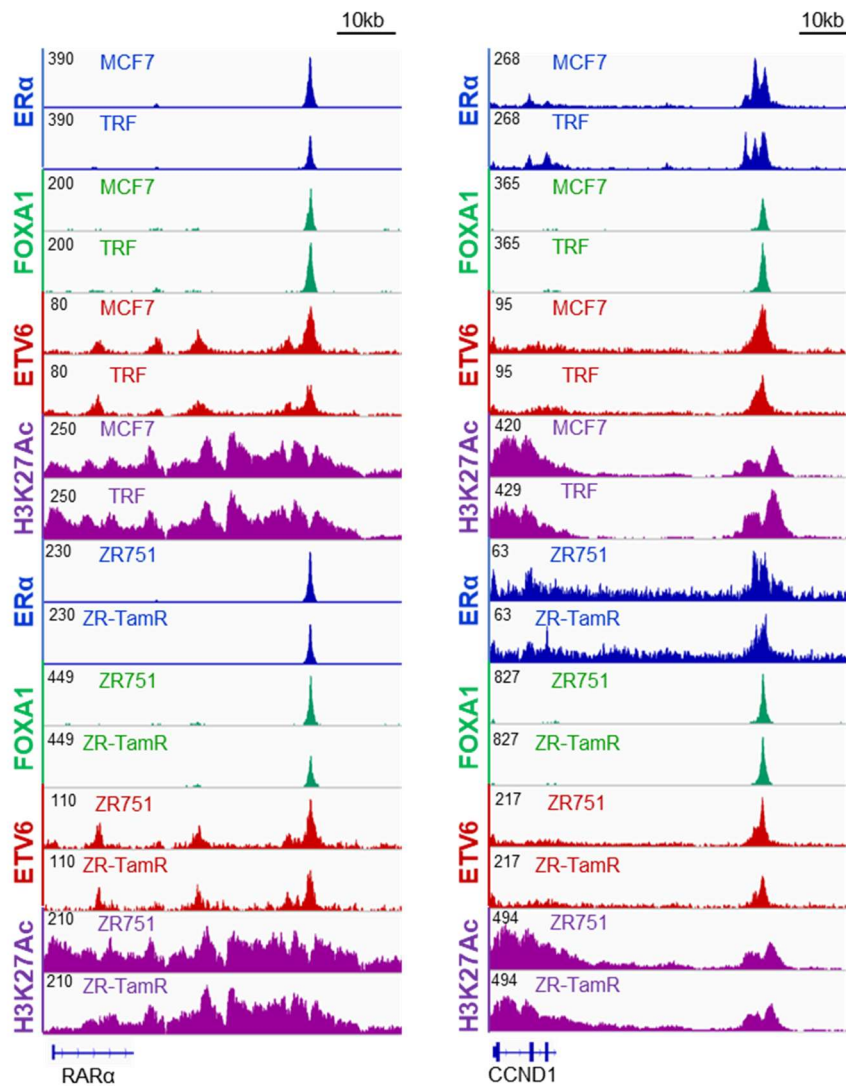 10kb
ERα
390 MCF7
390 TRF
FOXA1
200 MCF7
200 TRF
ETV6
80 MCF7
80 TRF
H3K27Ac
250 MCF7
250 TRF
ERα
230 ZR751
230 ZR-TamR
FOXA1
449 ZR751
449 ZR-TamR
ETV6
110 ZR751
110 ZR-TamR
H3K27Ac
210 ZR751
210 ZR-TamR
RARα
10kb
ERα
268 MCF7
268 TRF
FOXA1
365 MCF7
365 TRF
ETV6
95 MCF7
95 TRF
H3K27Ac
420 MCF7
429 TRF
ERα
63 ZR751
63 ZR-TamR
FOXA1
827 ZR751
827 ZR-TamR
ETV6
217 ZR751
217 ZR-TamR
H3K27Ac
494 ZR751
494 ZR-TamR
CCND1